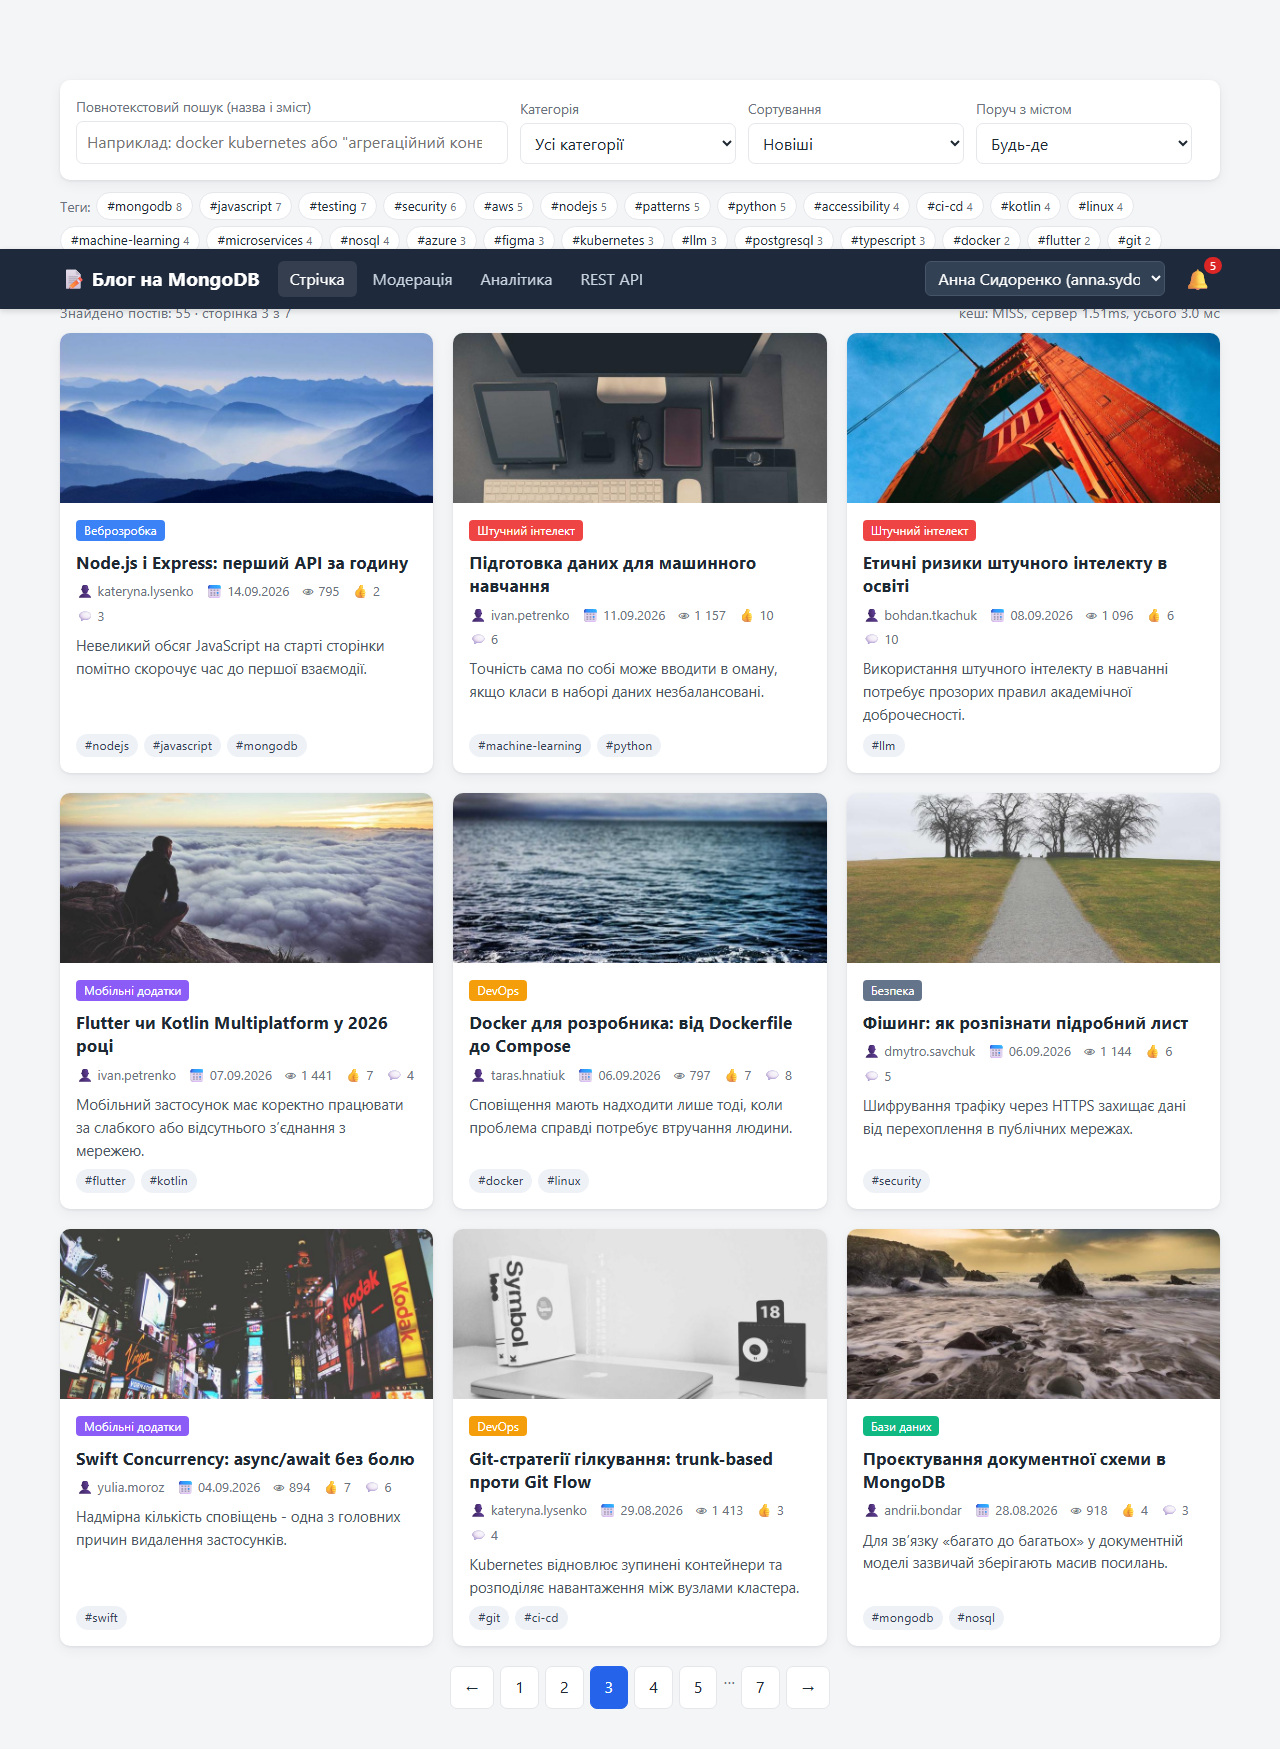 Повнотекстовий пошук (назва і зміст)
Категорія
Сортування
Поруч з містом
Наприклад: docker kubernetes або "агрегаційний конв
Усі категорії
Новіші
Будь-де
Теги: #mongodb 8 #javascript 7 #testing 7 #security 6 #aws 5 #nodejs 5 #patterns 5 #python 5 #accessibility 4 #ci-cd 4 #kotlin 4 #linux 4
#machine-learning 4 #microservices 4 #nosql 4 #azure 3 #figma 3 #kubernetes 3 #llm 3 #postgresql 3 #typescript 3 #docker 2 #flutter 2 #git 2
Блог на MongoDB Стрічка Модерація Аналітика REST API Анна Сидоренко (anna.sydo 5
Знайдено постів: 55 · сторінка 3 з 7
кеш: MISS, сервер 1.51ms, усього 3.0 мс
Веброзробка
Node.js і Express: перший API за годину
kateryna.lysenko 14.09.2026 795 2
3
Невеликий обсяг JavaScript на старті сторінки
помітно скорочує час до першої взаємодії.
#nodejs #javascript #mongodb
Штучний інтелект
Підготовка даних для машинного
навчання
ivan.petrenko 11.09.2026 1 157 10
6
Точність сама по собі може вводити в оману,
якщо класи в наборі даних незбалансовані.
#machine-learning #python
Штучний інтелект
Етичні ризики штучного інтелекту в
освіті
bohdan.tkachuk 08.09.2026 1 096 6
10
Використання штучного інтелекту в навчанні
потребує прозорих правил академічної
доброчесності.
#llm
Мобільні додатки
Flutter чи Kotlin Multiplatform у 2026
році
ivan.petrenko 07.09.2026 1 441 7 4
Мобільний застосунок має коректно працювати
за слабкого або відсутнього з’єднання з
мережею.
#flutter #kotlin
DevOps
Docker для розробника: від Dockerfile
до Compose
taras.hnatiuk 06.09.2026 797 7 8
Сповіщення мають надходити лише тоді, коли
проблема справді потребує втручання людини.
#docker #linux
Безпека
Фішинг: як розпізнати підробний лист
dmytro.savchuk 06.09.2026 1 144 6
5
Шифрування трафіку через HTTPS захищає дані
від перехоплення в публічних мережах.
#security
Kodak
Kodak
Virgin
Мобільні додатки
Swift Concurrency: async/await без болю
yulia.moroz 04.09.2026 894 7 6
Надмірна кількість сповіщень - одна з головних
причин видалення застосунків.
#swift
Symbol
18
DevOps
Git-стратегії гілкування: trunk-based
проти Git Flow
kateryna.lysenko 29.08.2026 1 413 3
4
Kubernetes відновлює зупинені контейнери та
розподіляє навантаження між вузлами кластера.
#git #ci-cd
Бази даних
Проєктування документної схеми в
MongoDB
andrii.bondar 28.08.2026 918 4 3
Для зв’язку «багато до багатьох» у документній
моделі зазвичай зберігають масив посилань.
#mongodb #nosql
← 1 2 3 4 5 … 7 →